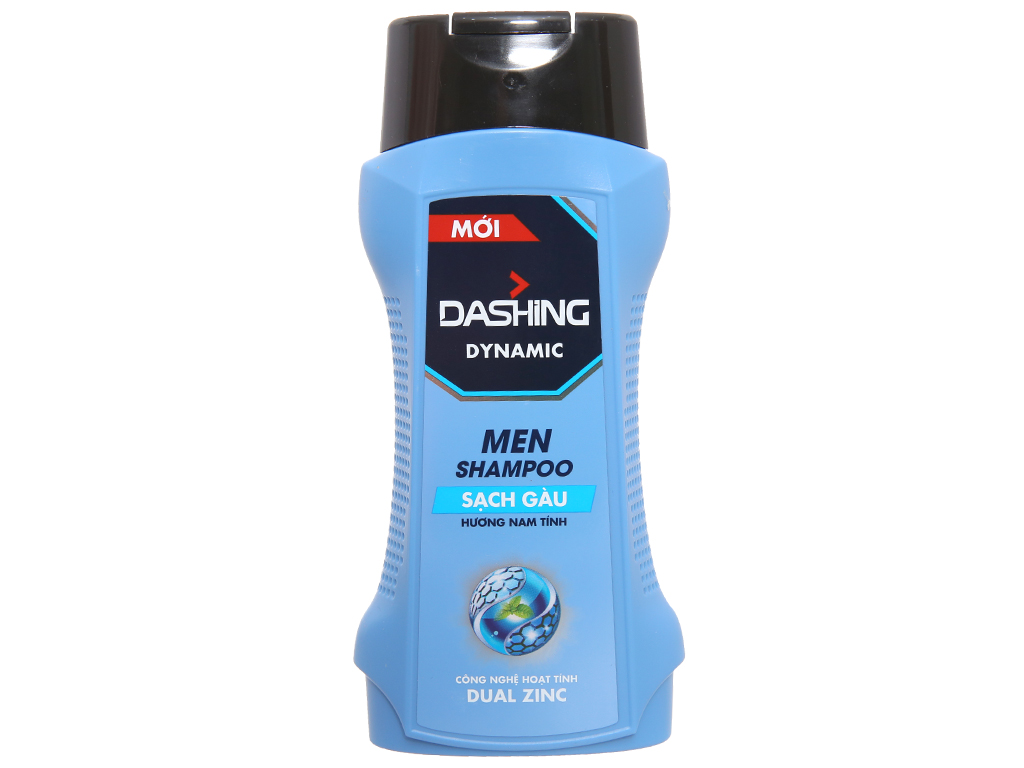 MỚI
DASHING
DYNAMIC
MEN
SHAMPOO
SẠCH GÀU
HƯƠNG NAM TÍNH
CÔNG NGHỆ HOẠT TÍNH
DUAL ZINC